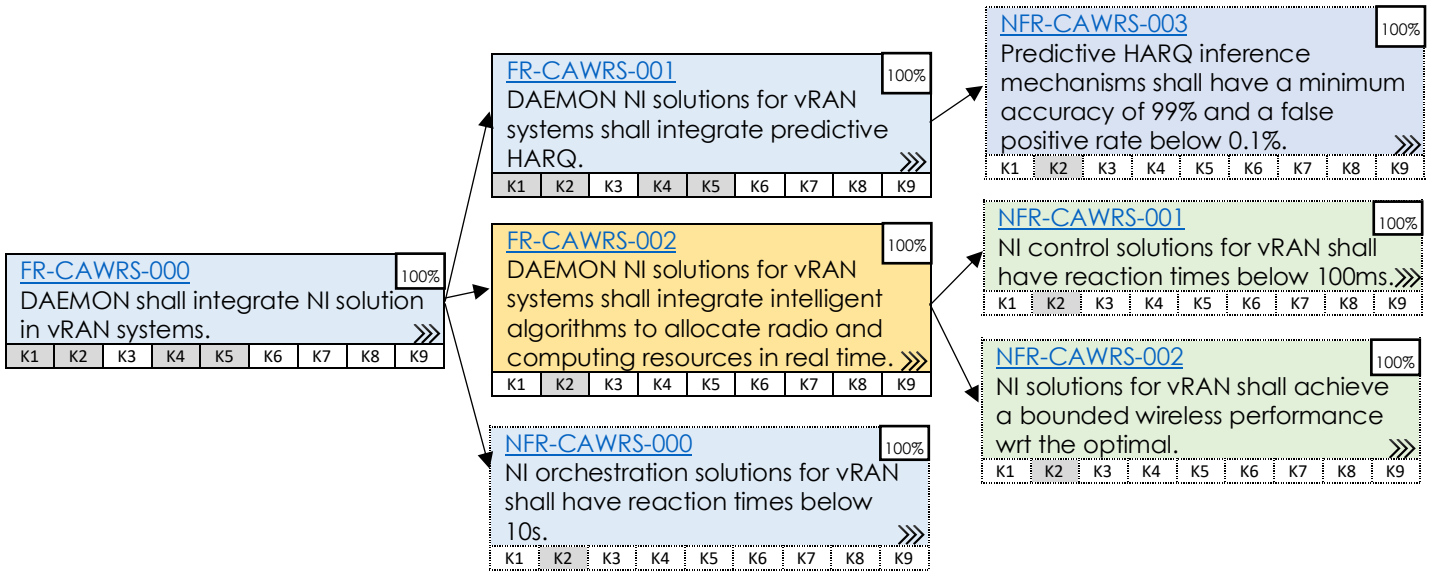 FR-CAWRS-000
100%
DAEMON shall integrate NI solution
in vRAN systems.
K1 K2 K3 K4 K5 K6 K7 K8 K9
FR-CAWRS-001
100%
DAEMON NI solutions for vRAN
systems shall integrate predictive
HARQ.
K1 K2 K3 K4 K5 K6 K7 K8 K9
FR-CAWRS-002
100%
DAEMON NI solutions for vRAN
systems shall integrate intelligent
algorithms to allocate radio and
computing resources in real time.
K1 K2 K3 K4 K5 K6 K7 K8 K9
NFR-CAWRS-000
100%
NI orchestration solutions for vRAN
shall have reaction times below
10s.
K1 K2 K3 K4 K5 K6 K7 K8 K9
NFR-CAWRS-003
100%
Predictive HARQ inference
mechanisms shall have a minimum
accuracy of 99% and a false
positive rate below 0.1%.
K1 K2 K3 K4 K5 K6 K7 K8 K9
NFR-CAWRS-001
100%
NI control solutions for vRAN shall
have reaction times below 100ms.
K1 K2 K3 K4 K5 K6 K7 K8 K9
NFR-CAWRS-002
100%
NI solutions for vRAN shall achieve
a bounded wireless performance
wrt the optimal.
K1 K2 K3 K4 K5 K6 K7 K8 K9